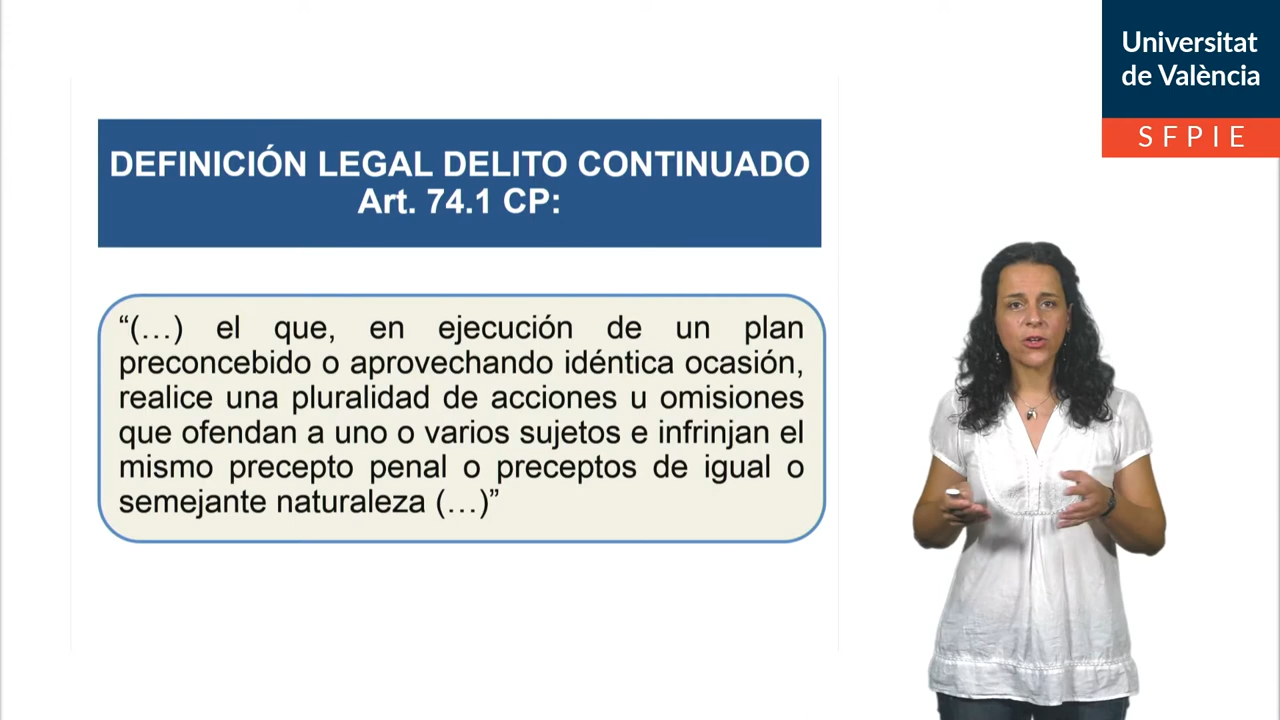 Universitat
de València
SFPIE
DEFINICIÓN LEGAL DELITO CONTINUADO
Art. 74.1 CP:
“(…) el que, en ejecución de un plan
preconcebido o aprovechando idéntica ocasión,
realice una pluralidad de acciones u omisiones
que ofendan a uno o varios sujetos e infrinjan el
mismo precepto penal o preceptos de igual o
semejante naturaleza (…)”